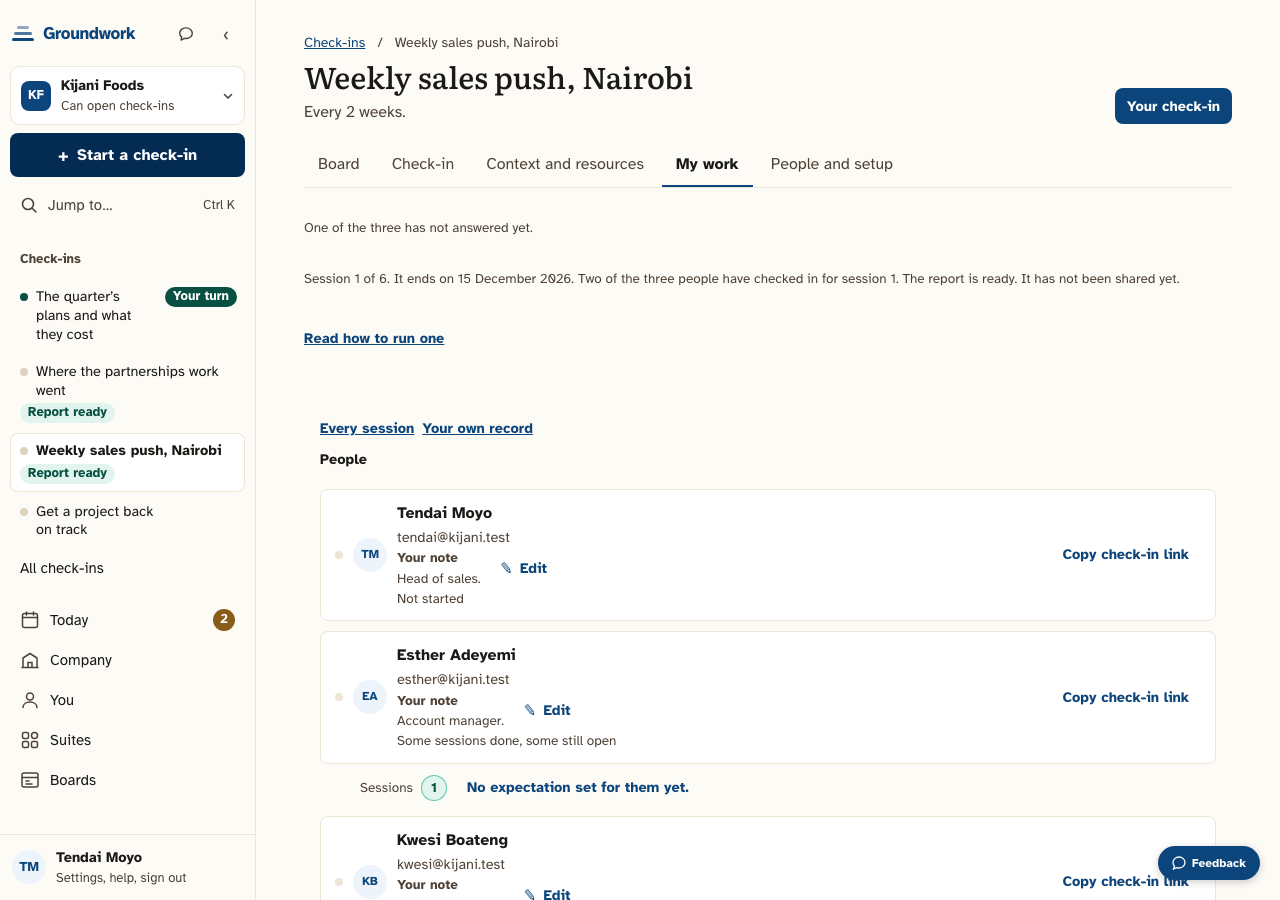 Groundwork
KF
Kijani Foods
Can open check-ins
+ Start a check-in
Jump to...
Ctrl K
Check-ins
The quarter's
plans and what
they cost
Your turn
Where the partnerships work
went
Report ready
Weekly sales push, Nairobi
Report ready
Get a project back
on track
All check-ins
Today
2
Company
You
Suites
Boards
TM
Tendai Moyo
Settings, help, sign out
Check-ins / Weekly sales push, Nairobi
Weekly sales push, Nairobi
Every 2 weeks.
Your check-in
Board
Check-in
Context and resources
My work
People and setup
One of the three has not answered yet.
Session 1 of 6. It ends on 15 December 2026. Two of the three people have checked in for session 1. The report is ready. It has not been shared yet.
Read how to run one
Every session
Your own record
People
TM
Tendai Moyo
tendai@kijani.test
Your note
Head of sales.
Not started
Edit
Copy check-in link
EA
Esther Adeyemi
esther@kijani.test
Your note
Account manager.
Some sessions done, some still open
Edit
Copy check-in link
Sessions
1
No expectation set for them yet.
KB
Kwesi Boateng
kwesi@kijani.test
Your note
Edit
Copy check-in link
Feedback